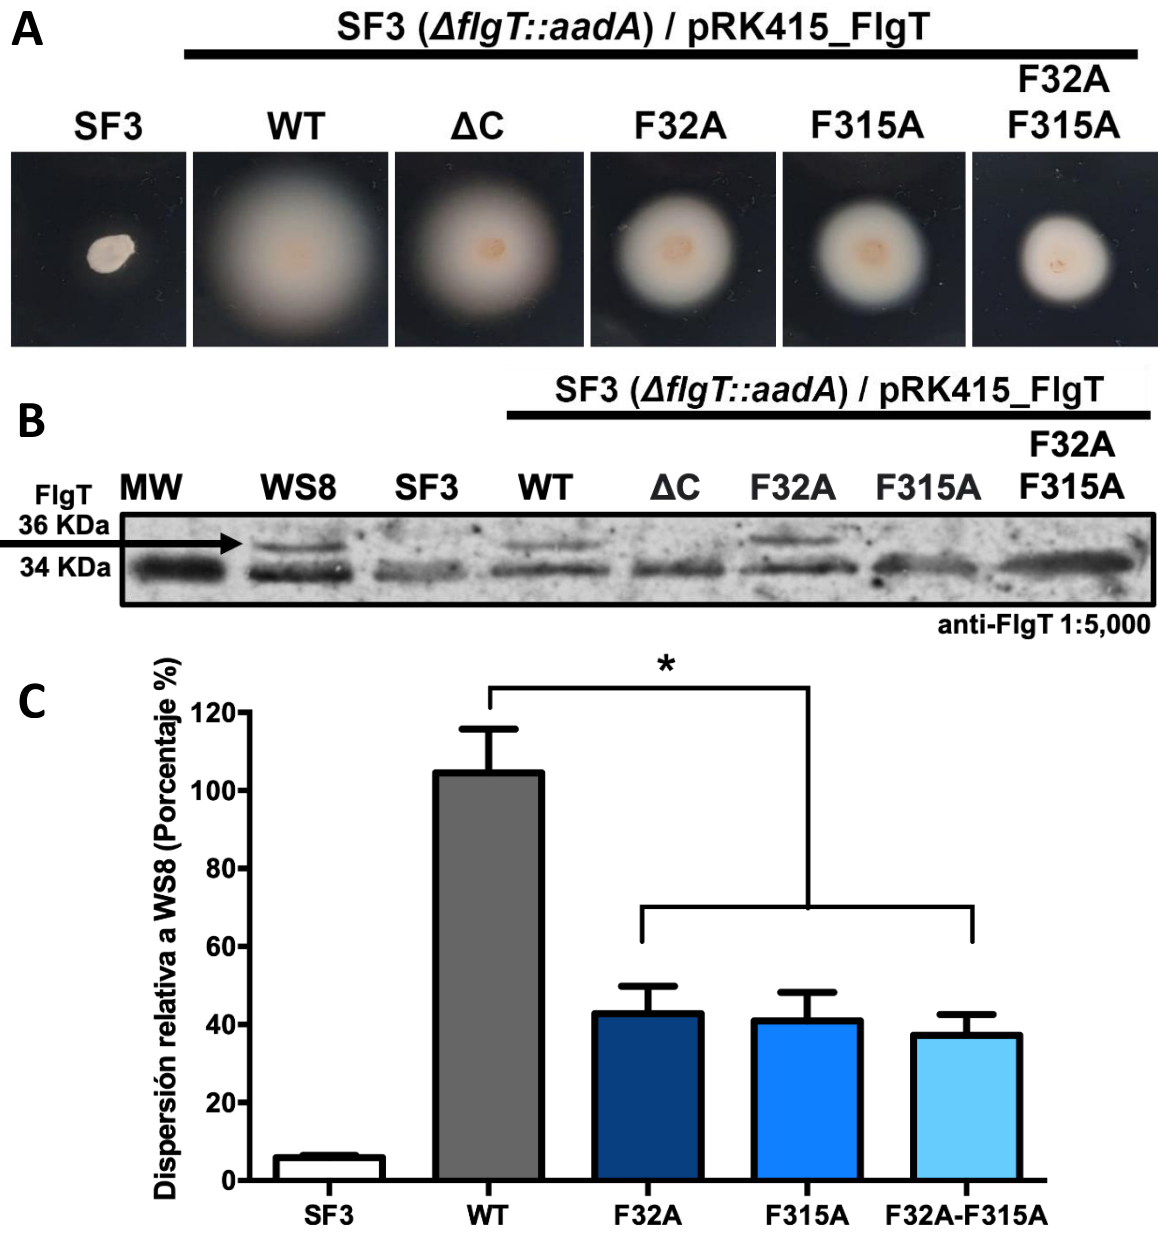 A
SF3 (ΔflgT::aadA) / pRK415_FlgT
F32A
SF3 WT ΔC F32A F315A F315A
B
SF3 (ΔflgT::aadA) / pRK415_FlgT
F32A
FlgT MW WS8 SF3 WT ΔC F32A F315A F315A
36 KDa
34 KDa
anti-FlgT 1:5,000
C
*
Dispersión relativa a WS8 (Porcentaje %)
120
100
80
60
40
20
0
SF3 WT F32A F315A F32A-F315A